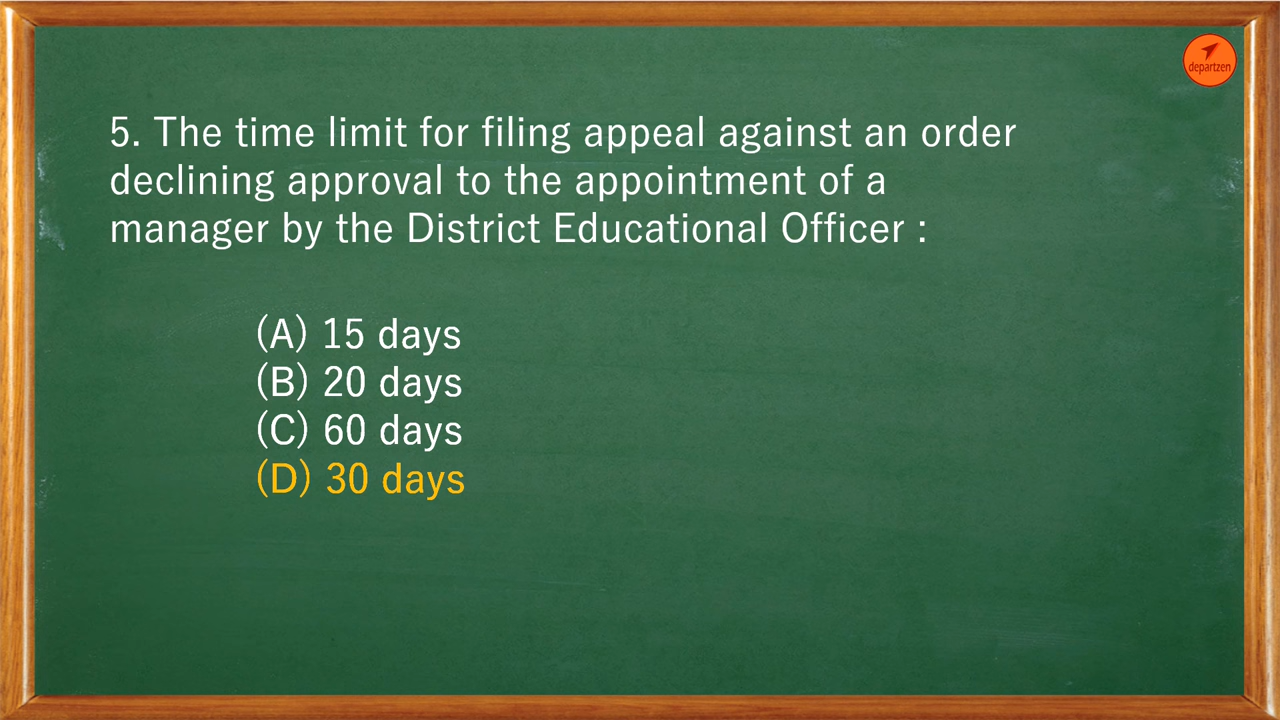 departzen
5. The time limit for filing appeal against an order
declining approval to the appointment of a
manager by the District Educational Officer :
(A) 15 days
(B) 20 days
(C) 60 days
(D) 30 days